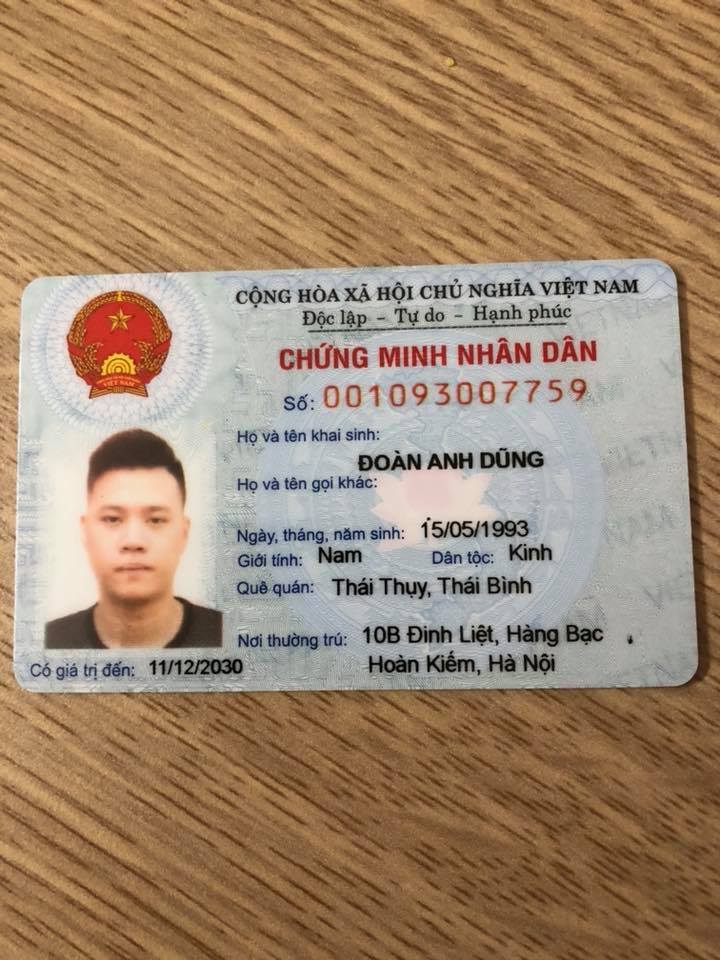 CỘNG HÒA XÃ HỘI CHỦ NGHĨA VIỆT NAM
Độc lập - Tự do - Hạnh phúc
CHỨNG MINH NHÂN DÂN
Số: 001093007759
Họ và tên khai sinh:
ĐOÀN ANH DŨNG
Họ và tên gọi khác:
Ngày, tháng, năm sinh: 15/05/1993
Giới tính: Nam Dân tộc: Kinh
Quê quán: Thái Thụy, Thái Bình
Nơi thường trú: 10B Đinh Liệt, Hàng Bạc
Hoàn Kiếm, Hà Nội
Có giá trị đến: 11/12/2030
VIỆT NAM